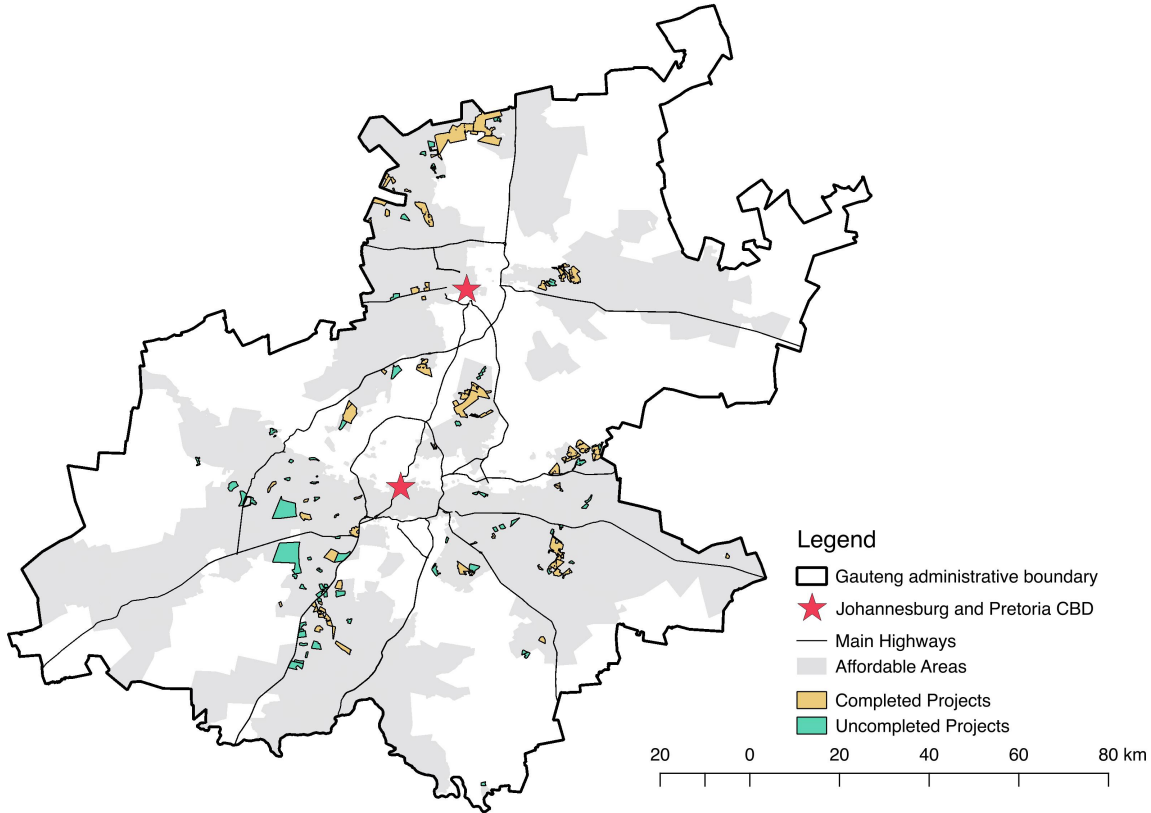 Legend
Gauteng administrative boundary
Johannesburg and Pretoria CBD
Main Highways
Affordable Areas
Completed Projects
Uncompleted Projects
20 0 20 40 60 80 km